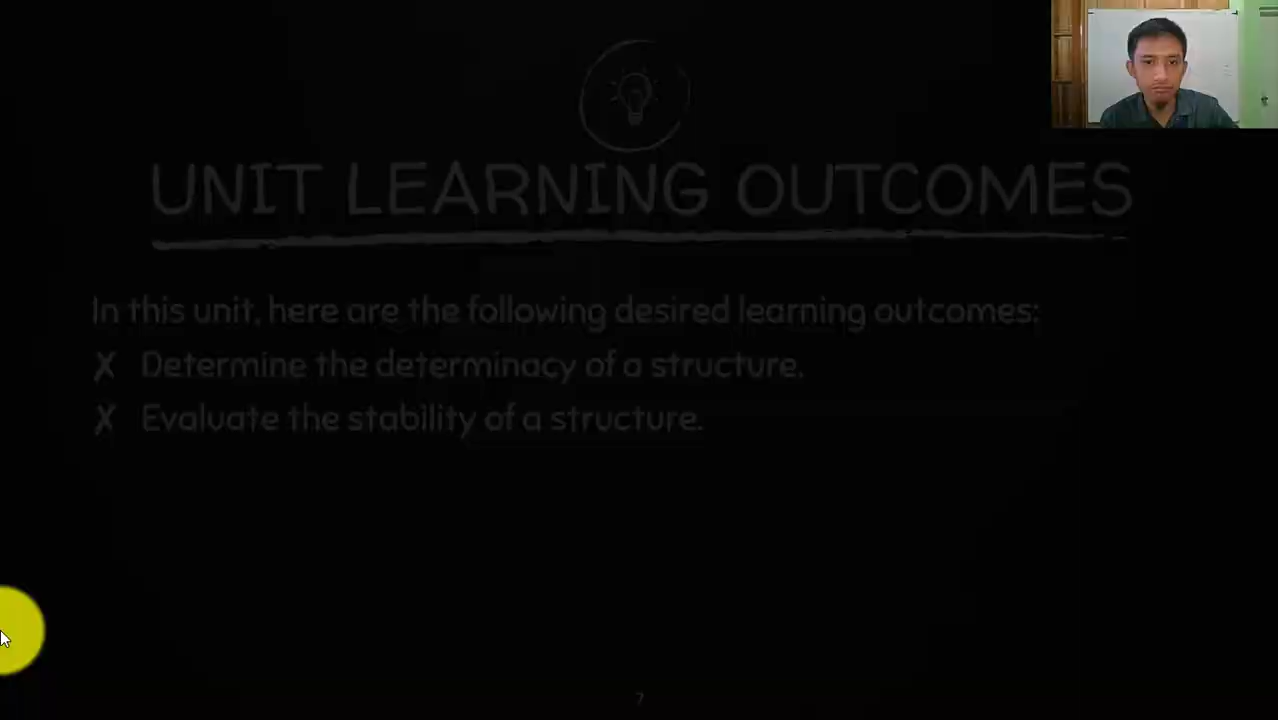 UNIT LEARNING OUTCOMES
In this unit, here are the following desired learning outcomes:
X Determine the determinacy of a structure.
X Evaluate the stability of a structure.
7